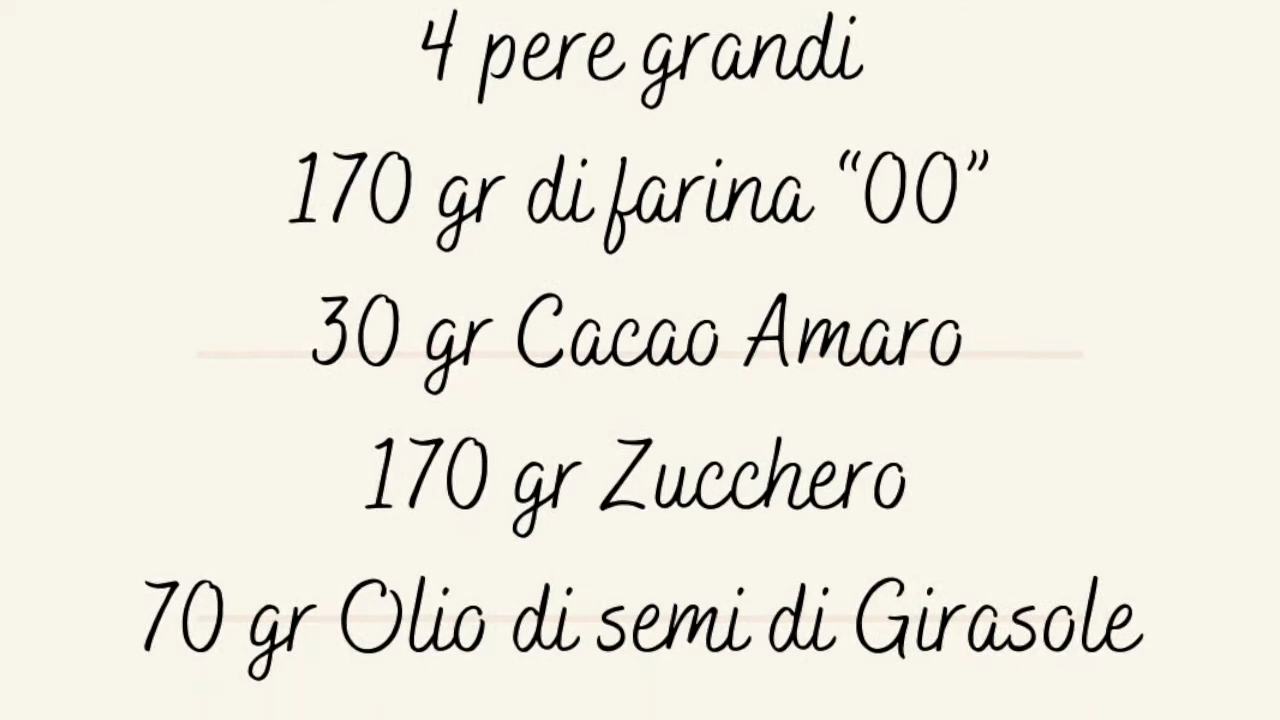 4 pere grandi
170 gr di farina “00”
30 gr Cacao Amaro
170 gr Zucchero
70 gr Olio di semi di Girasole